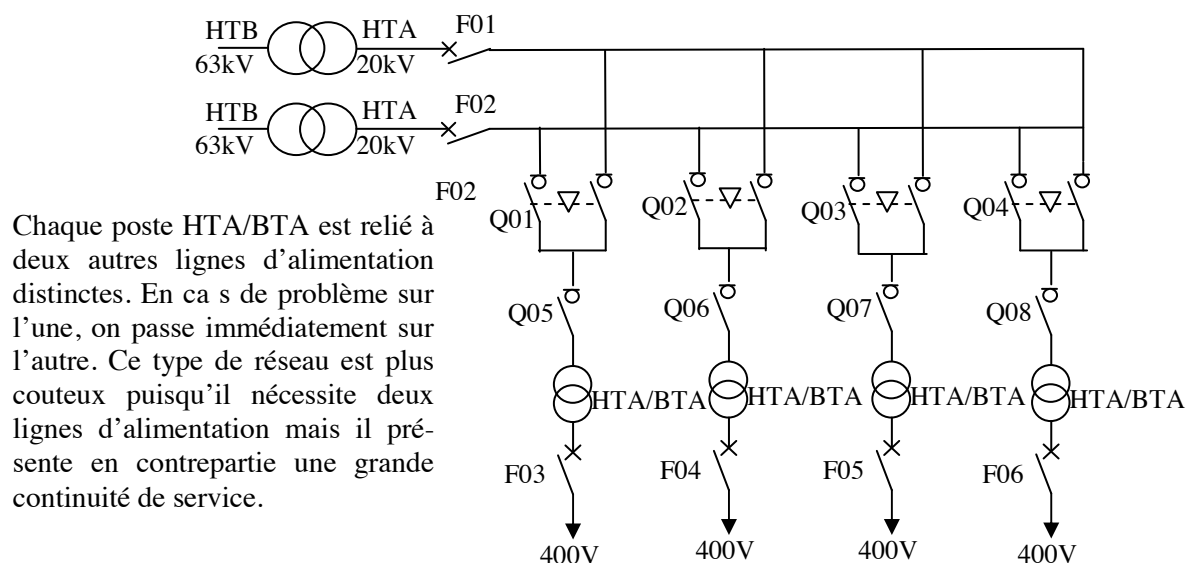 HTB HTA F01
63kV 20kV
HTB HTA F02
63kV 20kV
F02
Q01 Q02 Q03 Q04
Chaque poste HTA/BTA est relié à
deux autres lignes d’alimentation
distinctes. En ca s de problème sur
l’une, on passe immédiatement sur
l’autre. Ce type de réseau est plus
couteux puisqu’il nécessite deux
lignes d’alimentation mais il pré-
sente en contrepartie une grande
continuité de service.
Q05 Q06 Q07 Q08
HTA/BTA HTA/BTA HTA/BTA HTA/BTA
F03 F04 F05 F06
400V 400V 400V 400V